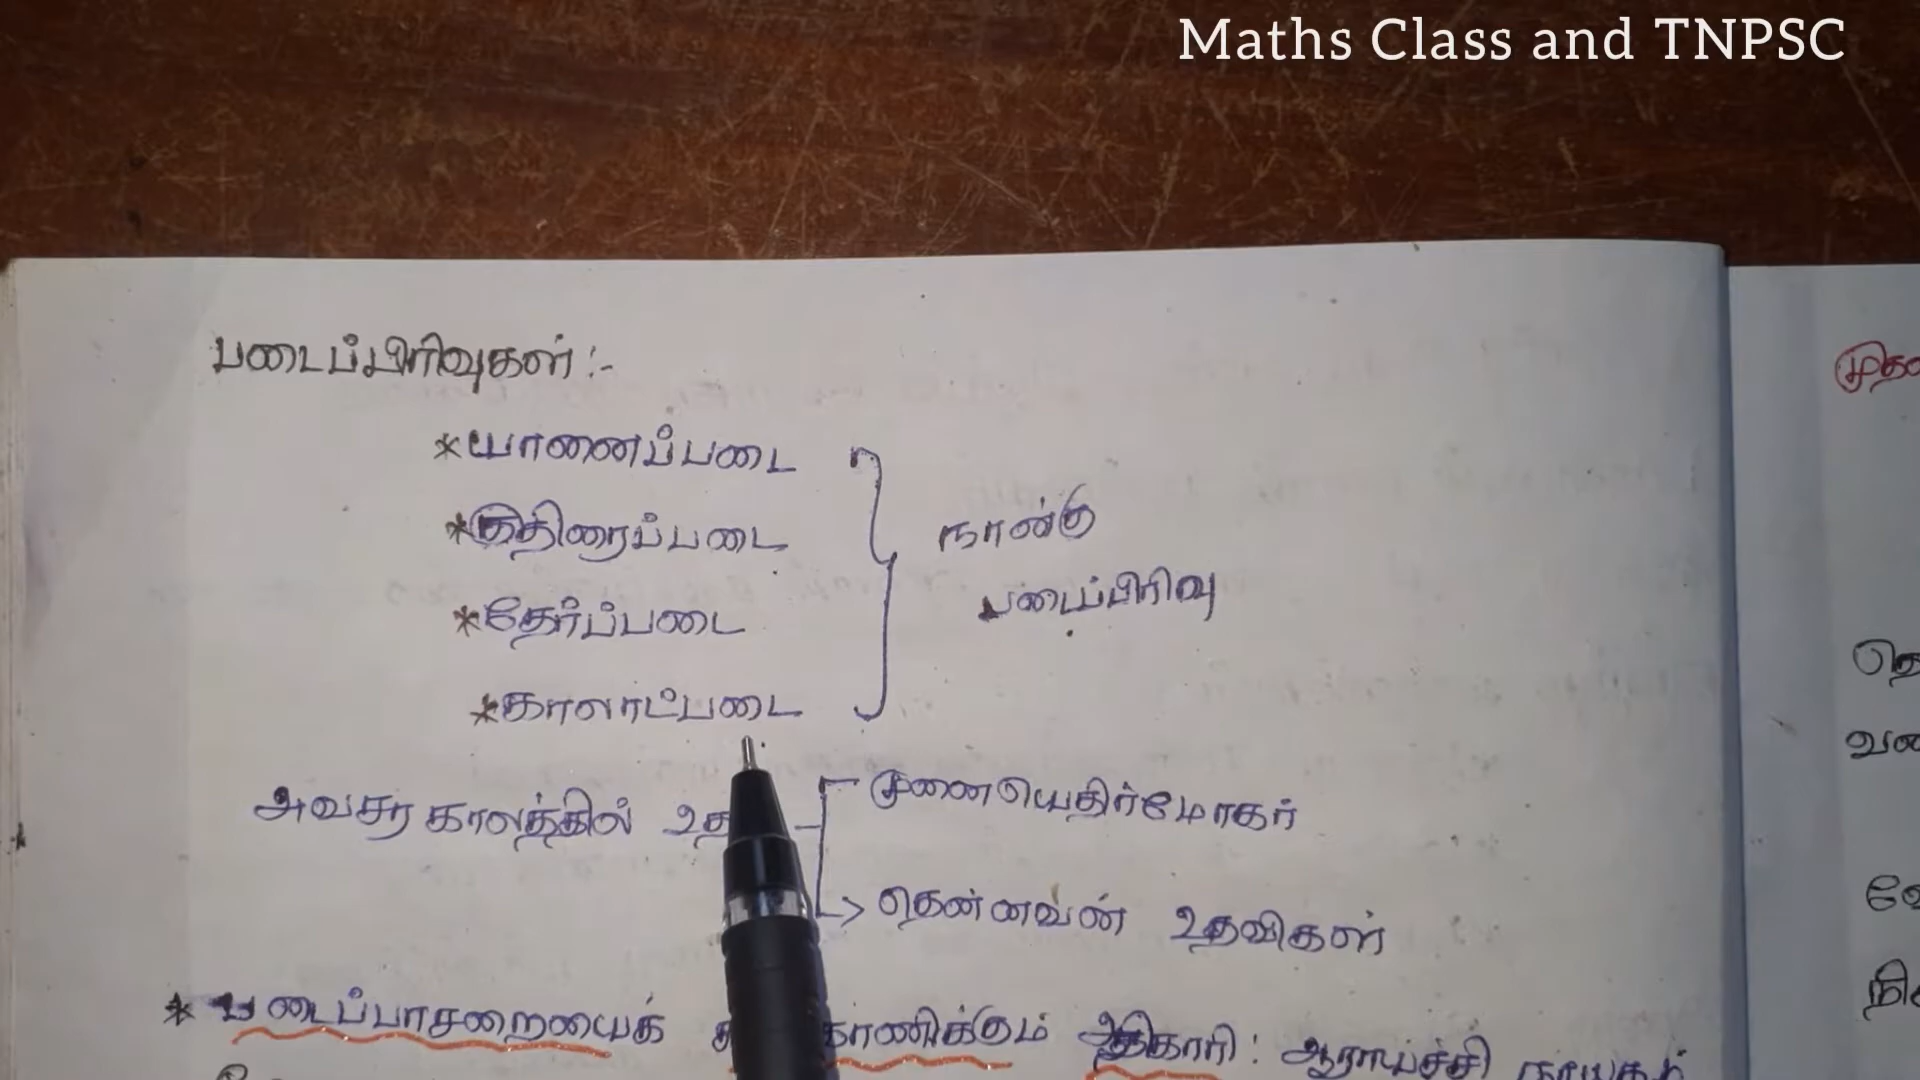 Maths Class and TNPSC
படைப்பிரிவுகள் :-
* யானைப்படை
* குதிரைப்படை
* தேர்ப்படை
* காலாட்படை
நான்கு
படைப்பிரிவு
அவசர காலத்தில்
முனையெதிர்மோகர்
தென்னவன் உதவிகள்
* படைப்பாசறையைக் காணிக்கும் அதிகாரி : ஆராய்ச்சி